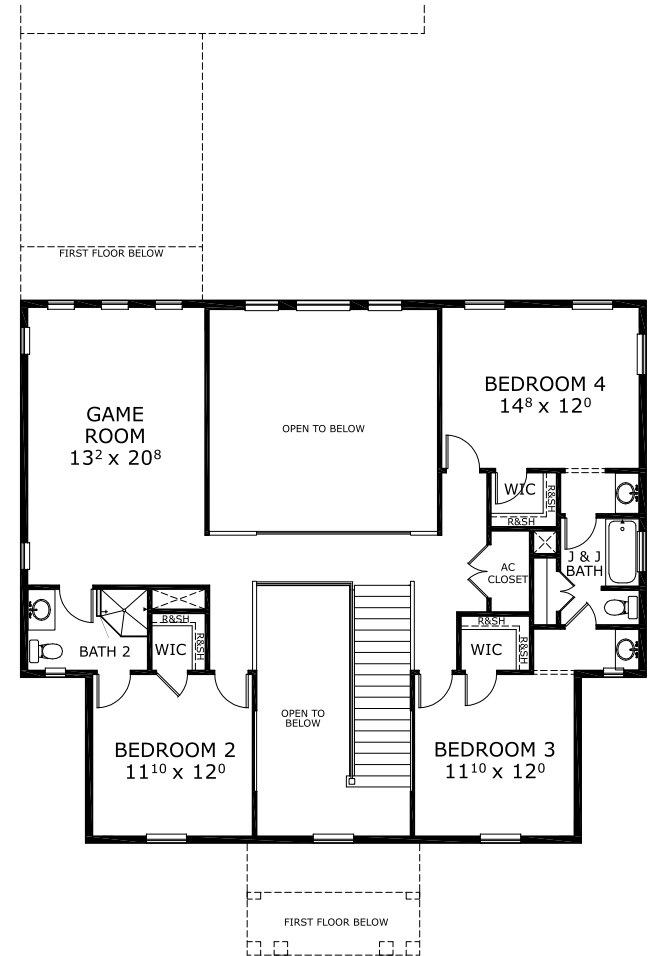 FIRST FLOOR BELOW
GAME
ROOM
13² x 20⁸
OPEN TO BELOW
BEDROOM 4
14⁸ x 12⁰
WIC
R&SH
R&SH
J & J
BATH
AC
CLOSET
BATH 2
R&SH
WIC
R&SH
R&SH
WIC
R&SH
OPEN TO
BELOW
BEDROOM 2
11¹⁰ x 12⁰
BEDROOM 3
11¹⁰ x 12⁰
FIRST FLOOR BELOW